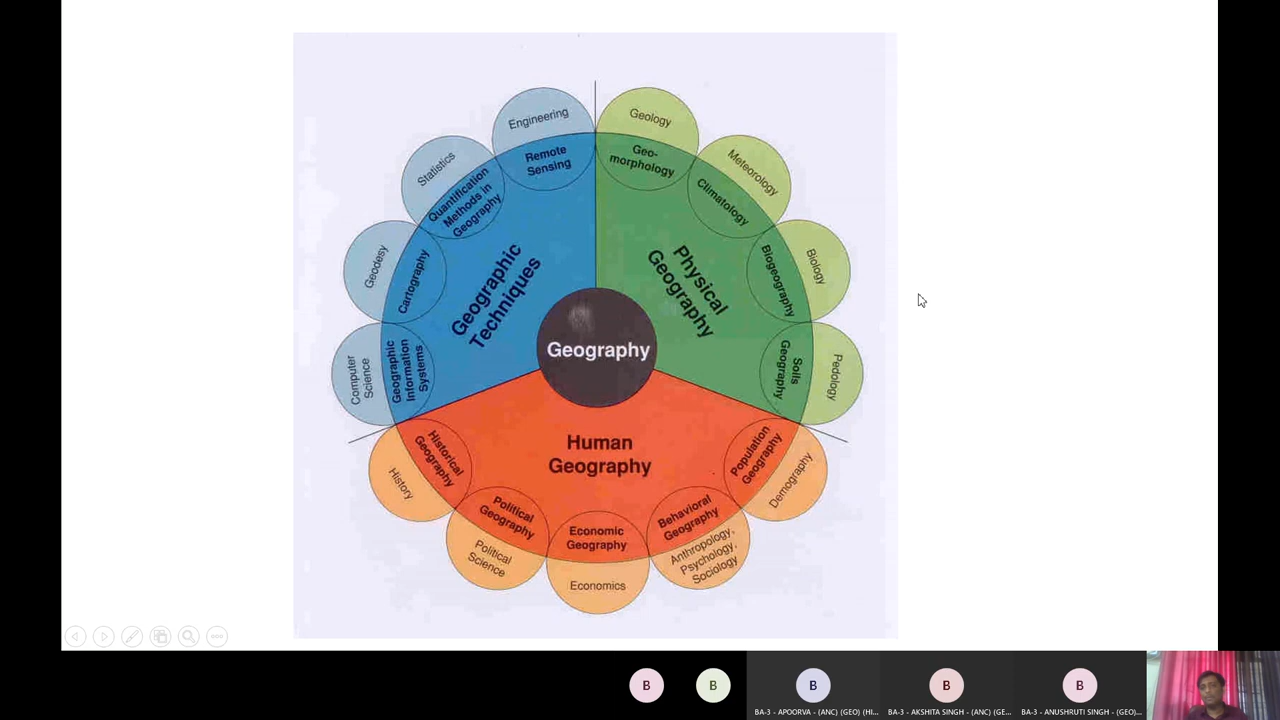 Engineering
Remote
Sensing
Statistics
Quantification
Methods in
Geography
Geodesy
Cartography
Computer
Science
Geographic
Information
Systems
Geographic
Techniques
Geology
Geo-
morphology
Meteorology
Climatology
Biology
Biogeography
Pedology
Soils
Geography
Physical
Geography
Geography
Human
Geography
History
Historical
Geography
Political
Science
Political
Geography
Economic
Geography
Economics
Behavioral
Geography
Anthropology,
Psychology,
Sociology
Population
Geography
Demography
B
B
B
B
B
BA-3 - APOORVA - (ANC) (GEO) (HI...
BA-3 - AKSHITA SINGH - (ANC) (GE...
BA-3 - ANUSHRUTI SINGH - (GEO)...